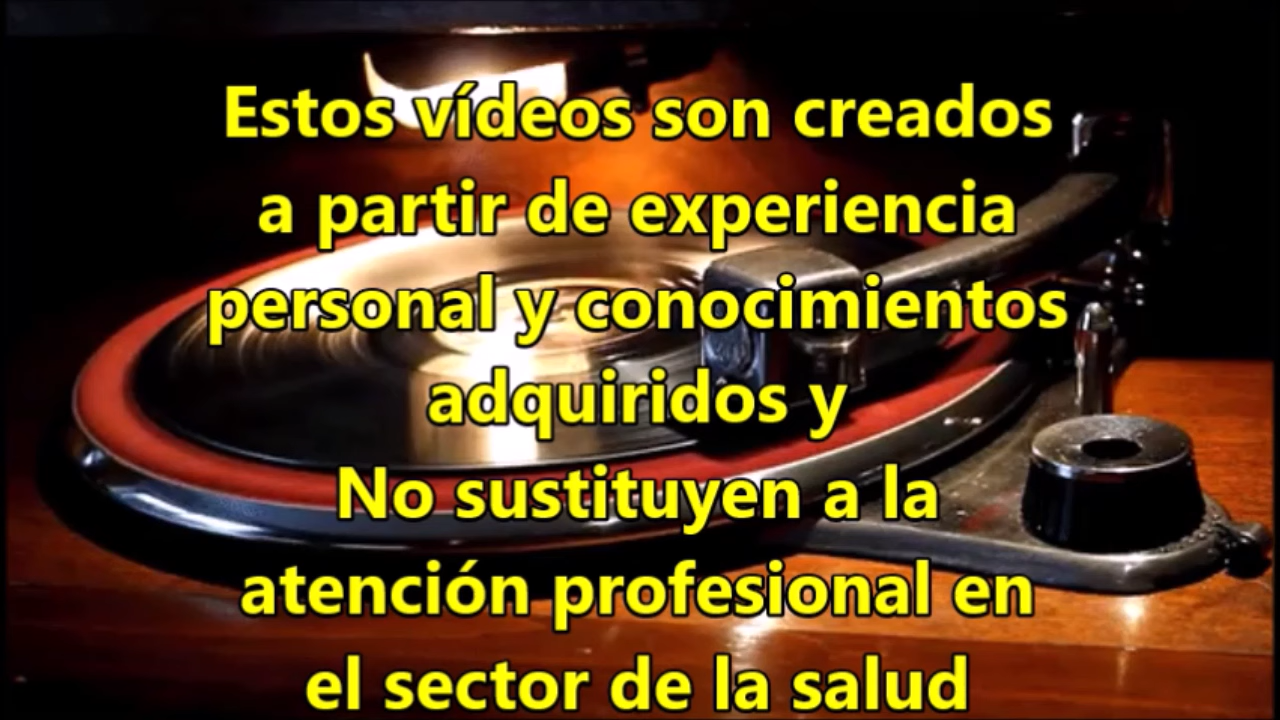 Estos vídeos son creados
a partir de experiencia
personal y conocimientos
adquiridos y
No sustituyen a la
atención profesional en
el sector de la salud